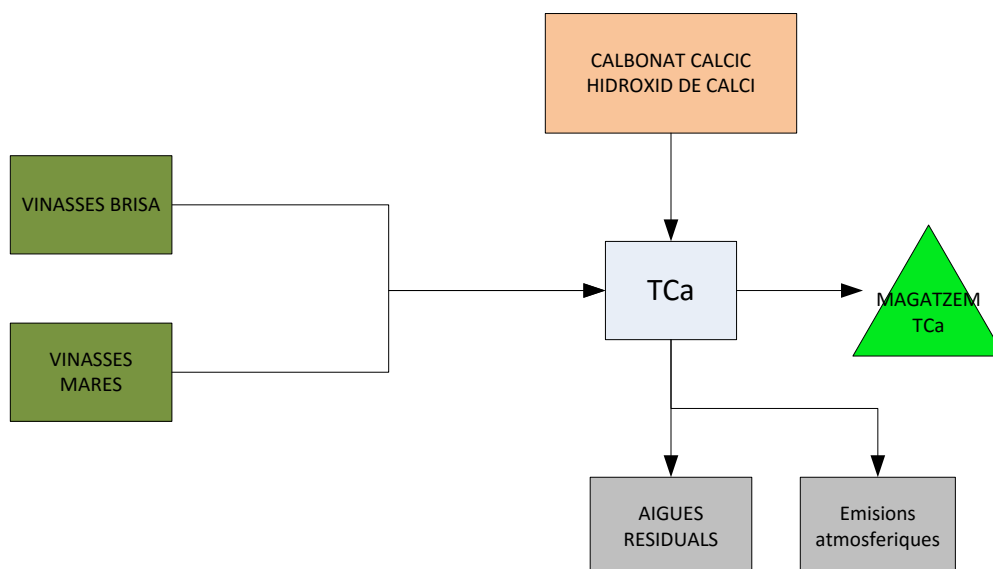 CALBONAT CALCIC
HIDROXID DE CALCI
VINASSES BRISA
TCa
MAGATZEM
TCa
VINASSES
MARES
AIGUES
RESIDUALS
Emisions
atmosferiques